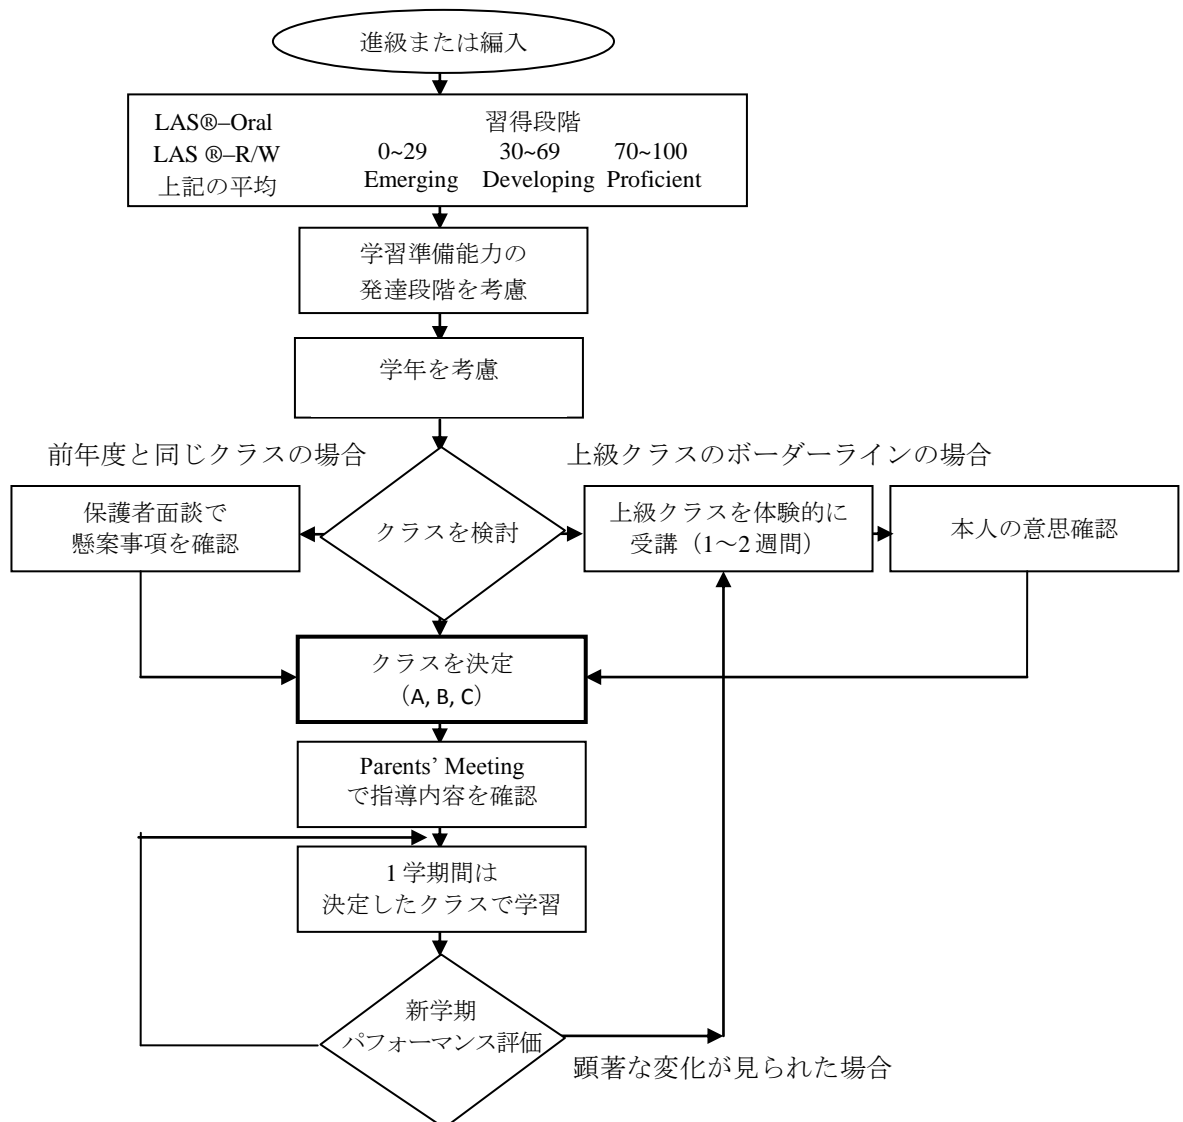 進級または編入
LAS®–Oral 習得段階
LAS ®–R/W 0~29 30~69 70~100
上記の平均 Emerging Developing Proficient
学習準備能力の
発達段階を考慮
学年を考慮
前年度と同じクラスの場合
上級クラスのボーダーラインの場合
保護者面談で
懸案事項を確認
クラスを検討
上級クラスを体験的に
受講（1～2 週間）
本人の意思確認
クラスを決定
（A, B, C）
Parents’ Meeting
で指導内容を確認
1 学期間は
決定したクラスで学習
新学期
パフォーマンス評価
顕著な変化が見られた場合